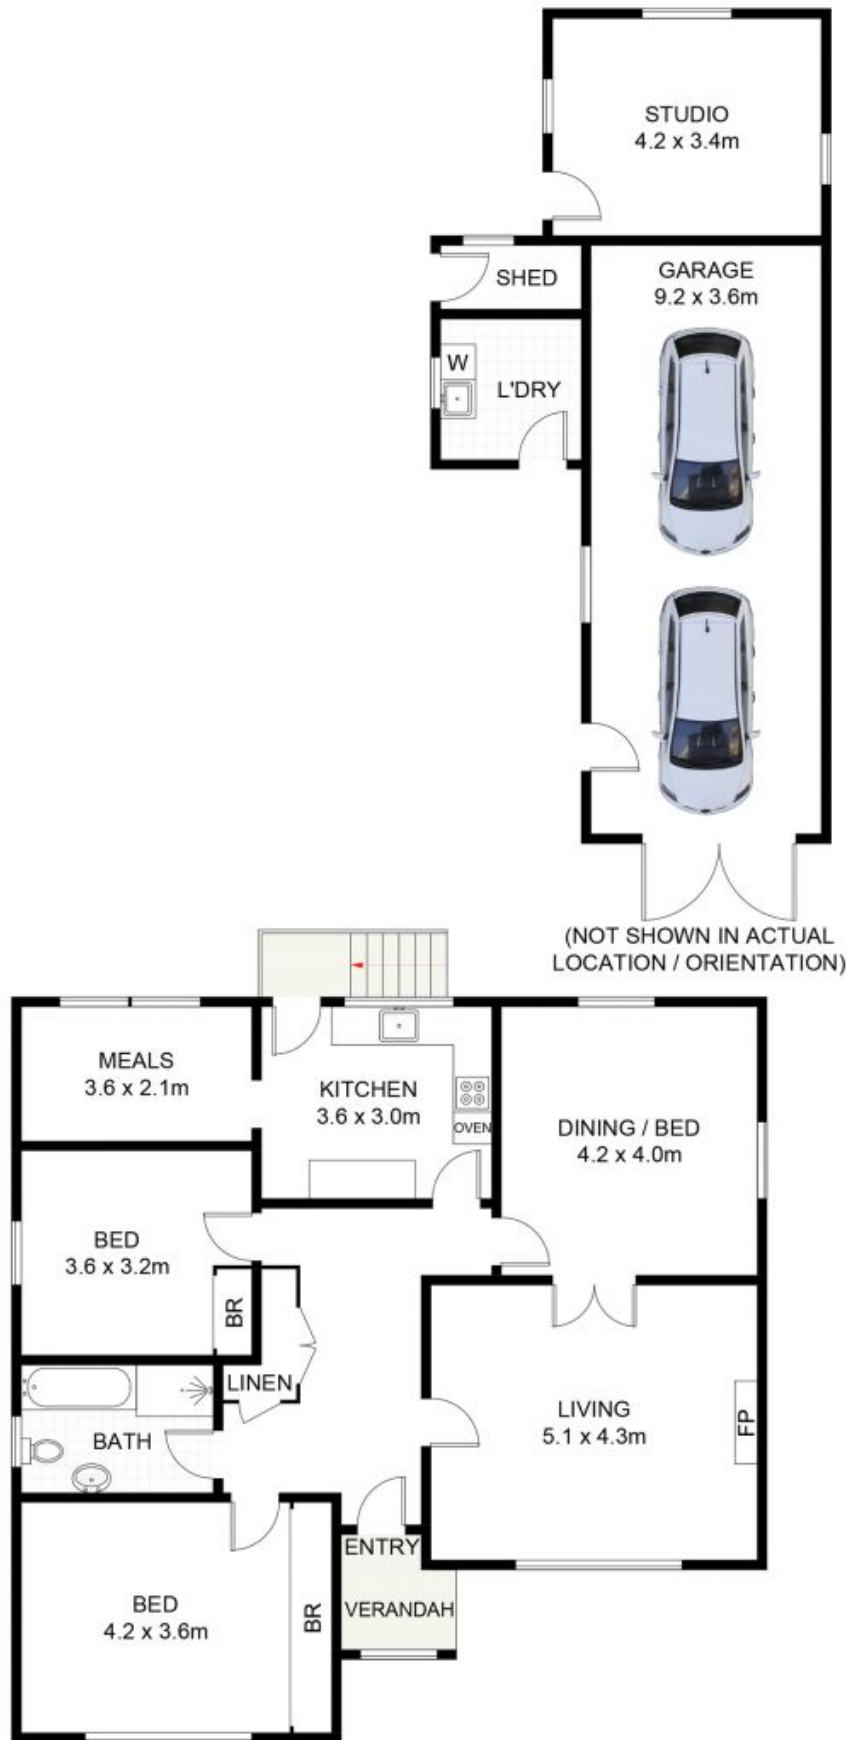 STUDIO
4.2 x 3.4m
SHED
GARAGE
9.2 x 3.6m
W
L'DRY
(NOT SHOWN IN ACTUAL
LOCATION / ORIENTATION)
MEALS
3.6 x 2.1m
KITCHEN
3.6 x 3.0m
OVEN
DINING / BED
4.2 x 4.0m
BED
3.6 x 3.2m
BR
LINEN
BATH
LIVING
5.1 x 4.3m
FP
ENTRY
VERANDAH
BED
4.2 x 3.6m
BR